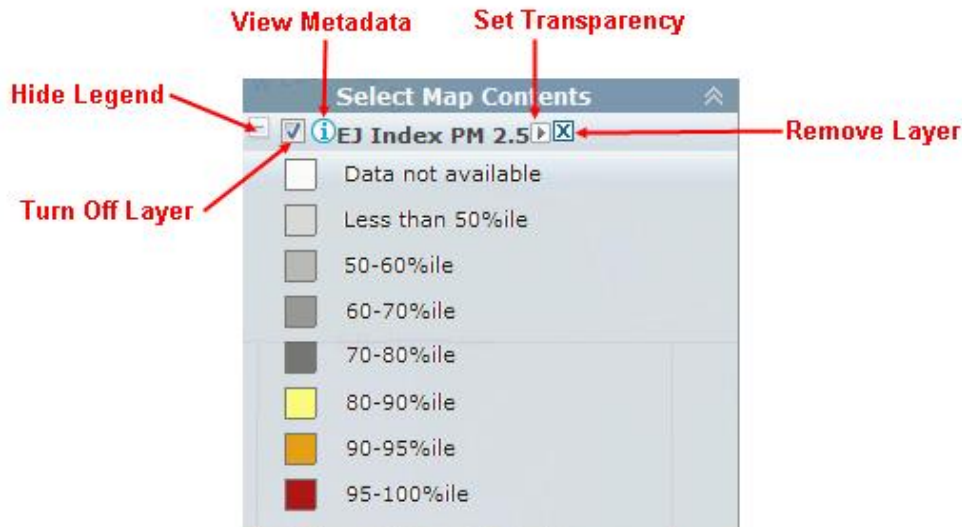 View Metadata
Set Transparency
Hide Legend
Select Map Contents
EJ Index PM 2.5
Remove Layer
Data not available
Turn Off Layer
Less than 50%ile
50-60%ile
60-70%ile
70-80%ile
80-90%ile
90-95%ile
95-100%ile